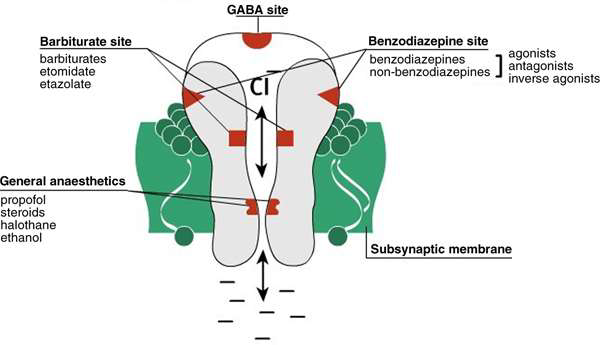 GABA site
Barbiturate site
barbiturates
etomidate
etazolate
Benzodiazepine site
benzodiazepines
non-benzodiazepines
agonists
antagonists
inverse agonists
Cl−
General anaesthetics
propofol
steroids
halothane
ethanol
Subsynaptic membrane